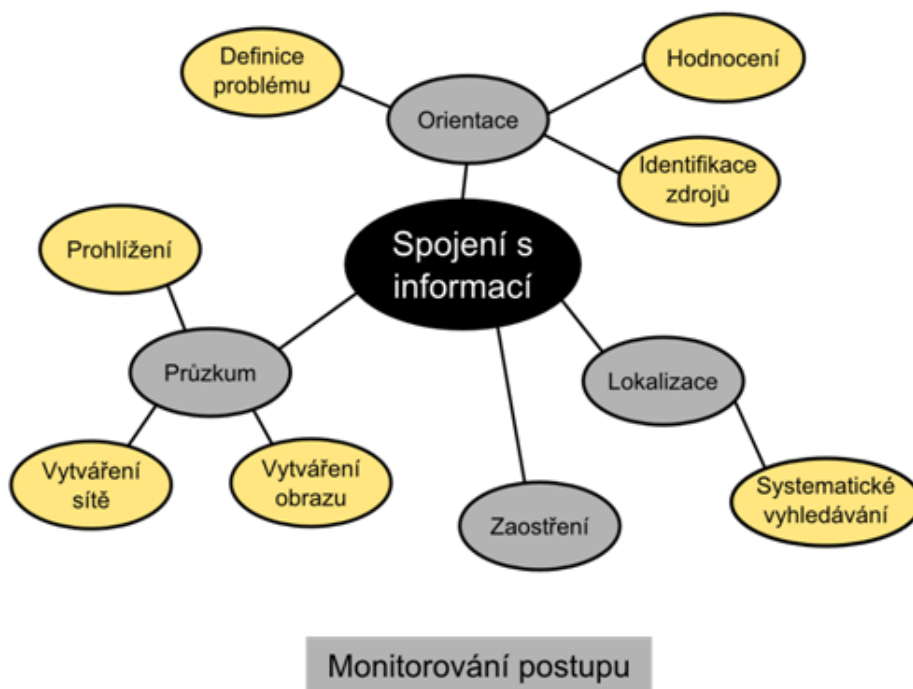 Definice
problému
Hodnocení
Orientace
Identifikace
zdrojů
Spojení s
informací
Prohlížení
Průzkum
Lokalizace
Vytváření
sítě
Vytváření
obrazu
Zaostření
Systematické
vyhledávání
Monitorování postupu